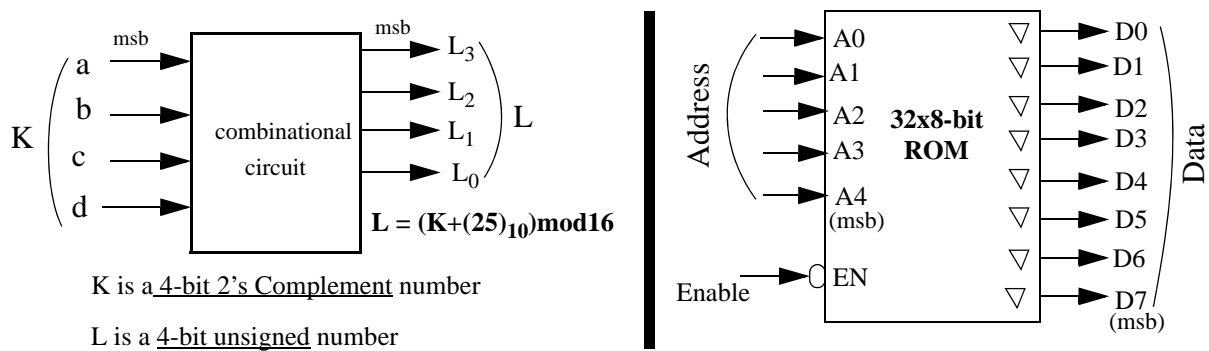 msb
msb
K
a
b
c
d
combinational
circuit
L3
L2
L1
L0
L
L = (K+(25)10)mod16
K is a 4-bit 2's Complement number
L is a 4-bit unsigned number
Address
A0
A1
A2
A3
A4
(msb)
Enable
EN
32x8-bit
ROM
D0
D1
D2
D3
D4
D5
D6
D7
(msb)
Data